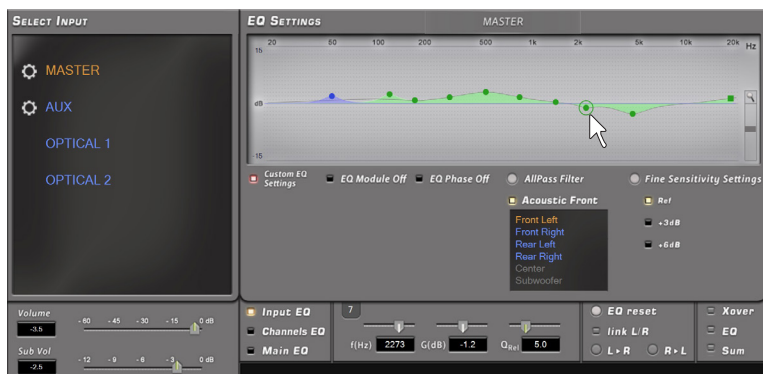 SELECT INPUT
MASTER
AUX
OPTICAL 1
OPTICAL 2
EQ SETTINGS
MASTER
20 50 100 200 500 1k 2k 5k 10k 20k Hz
15
dB
-15
Custom EQ
Settings
EQ Module Off
EQ Phase Off
AllPass Filter
Fine Sensitivity Settings
Acoustic Front
Front Left
Front Right
Rear Left
Rear Right
Center
Subwoofer
Ref
+3dB
+6dB
Volume
-3.5
-60 -45 -30 -15 0 dB
Sub Vol
-2.5
-12 -9 -6 -3 0 dB
Input EQ
Channels EQ
Main EQ
7
f(Hz) 2273 G(dB) -1.2 QRel 5.0
EQ reset
link L/R
L▸R R▸L
Xover
EQ
Sum